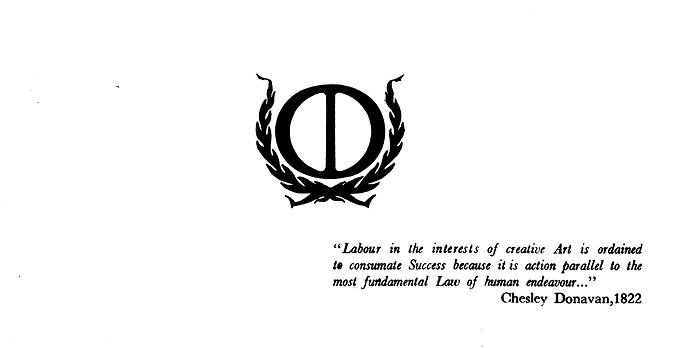 "Labour in the interests of creative Art is ordained
to consumate Success because it is action parallel to the
most fundamental Law of human endeavour..."
Chesley Donavan,1822